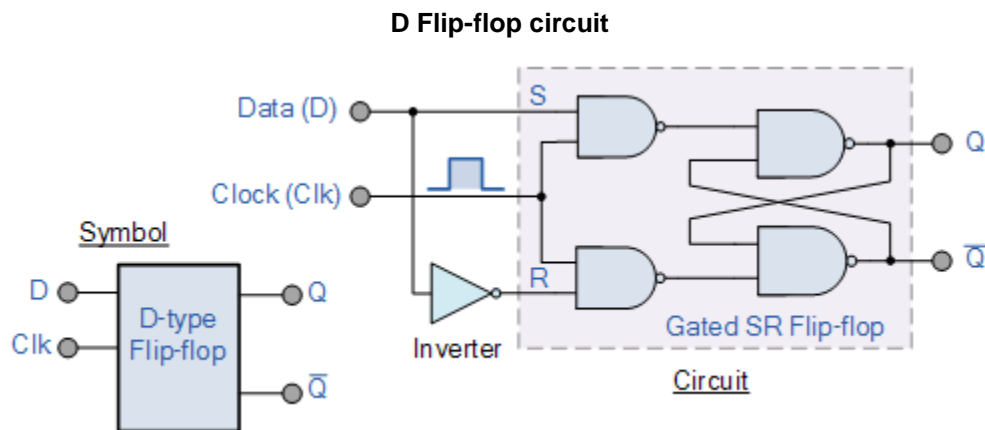 D Flip-flop circuit
Data (D)
S
Q
Clock (Clk)
Symbol
D
Q
D-type
Flip-flop
Clk
Q̅
R
Inverter
Q̅
Gated SR Flip-flop
Circuit